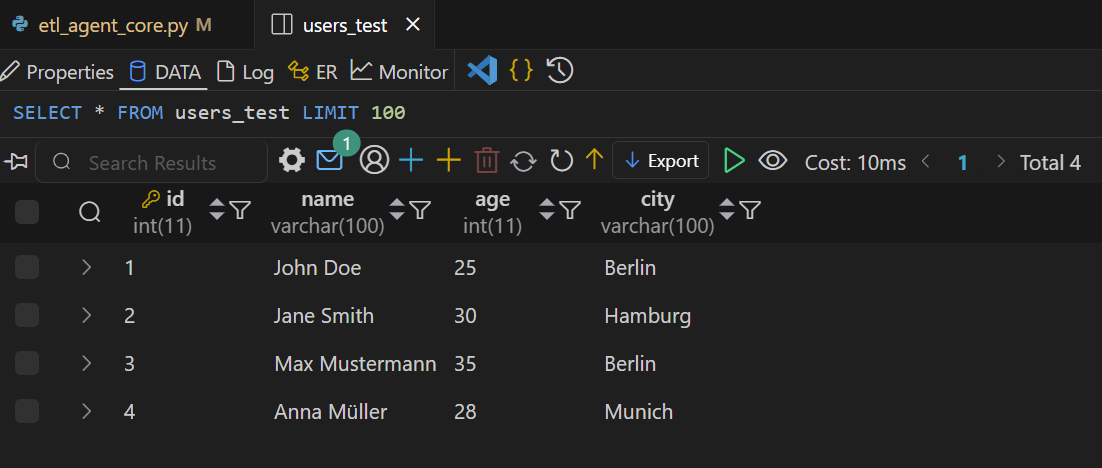 etl_agent_core.py M users_test
Properties DATA Log ER Monitor
SELECT * FROM users_test LIMIT 100
Search Results 1 Export Cost: 10ms 1 Total 4
id name age city
int(11) varchar(100) int(11) varchar(100)
1 John Doe 25 Berlin
2 Jane Smith 30 Hamburg
3 Max Mustermann 35 Berlin
4 Anna Müller 28 Munich